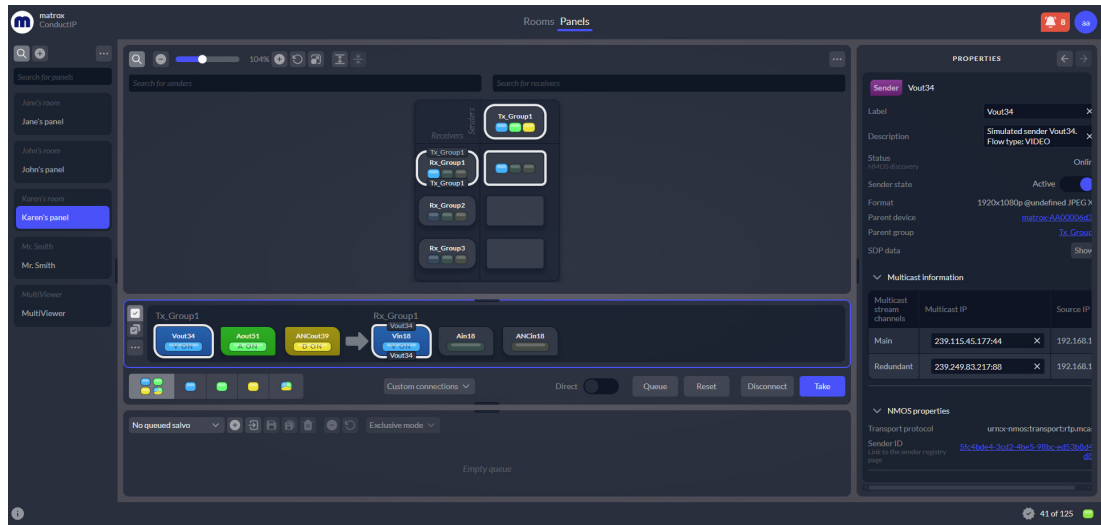 matrox
ConductIP
Rooms Panels
8
aa
Search for panels
Jane's room
Jane's panel
John's room
John's panel
Karen's room
Karen's panel
Mr. Smith
Mr. Smith
MultiViewer
MultiViewer
104%
Search for senders
Search for receivers
Senders
Receivers
Tx_Group1
Tx_Group1
Rx_Group1
Tx_Group1
Rx_Group2
Rx_Group3
Tx_Group1
Rx_Group1
Vout34
V ON
Aout51
A ON
ANCout39
D ON
Vout34
Vin18
V ON
Vout34
Ain18
ANCin18
Custom connections
Direct
Queue
Reset
Disconnect
Take
No queued salvo
Exclusive mode
Empty queue
PROPERTIES
Sender Vout34
Label
Vout34
Description
Simulated sender Vout34.
Flow type: VIDEO
Status
NMOS discovery
Onlin
Sender state
Active
Format
1920x1080p @undefined JPEG X
Parent device
matrox-AA00006d3
Parent group
Tx_Group
SDP data
Show
Multicast information
Multicast
stream
channels
Multicast IP
Source IP
Main
239.115.45.177:44
192.168.1
Redundant
239.249.83.217:88
192.168.1
NMOS properties
Transport protocol
urn:x-nmos:transport:rtp.mca
Sender ID
Link to the sender registry
page
5fc4bde4-3cd2-4be5-98bc-ed53b8d4
41 of 125